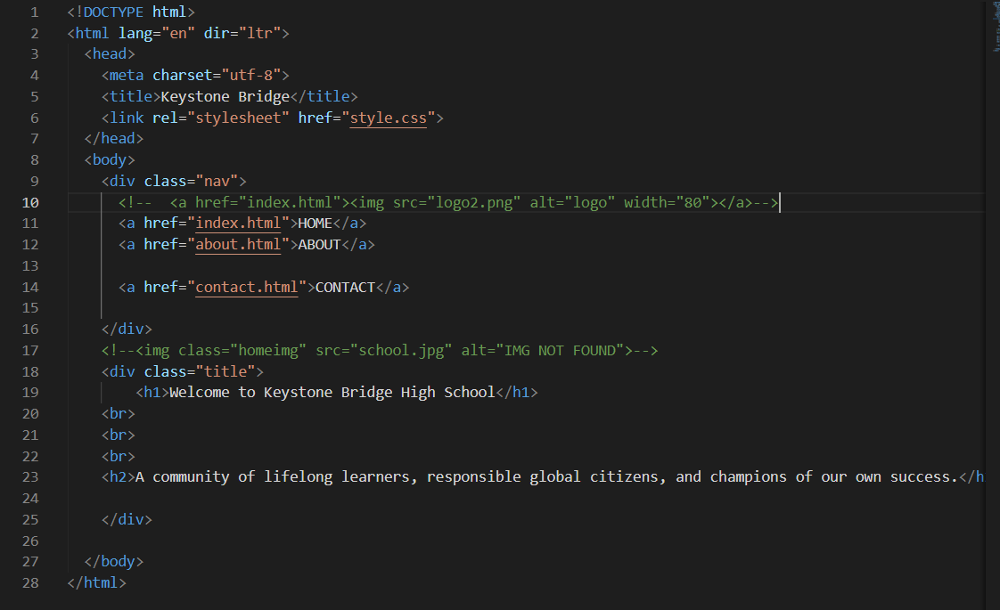 1 <!DOCTYPE html>
2 <html lang="en" dir="ltr">
3 <head>
4 <meta charset="utf-8">
5 <title>Keystone Bridge</title>
6 <link rel="stylesheet" href="style.css">
7 </head>
8 <body>
9 <div class="nav">
10 <!--  <a href="index.html"><img src="logo2.png" alt="logo" width="80"></a>-->
11 <a href="index.html">HOME</a>
12 <a href="about.html">ABOUT</a>
13
14 <a href="contact.html">CONTACT</a>
15
16 </div>
17 <!--<img class="homeimg" src="school.jpg" alt="IMG NOT FOUND">-->
18 <div class="title">
19 <h1>Welcome to Keystone Bridge High School</h1>
20 <br>
21 <br>
22 <br>
23 <h2>A community of lifelong learners, responsible global citizens, and champions of our own success.</h
24
25 </div>
26
27 </body>
28 </html>